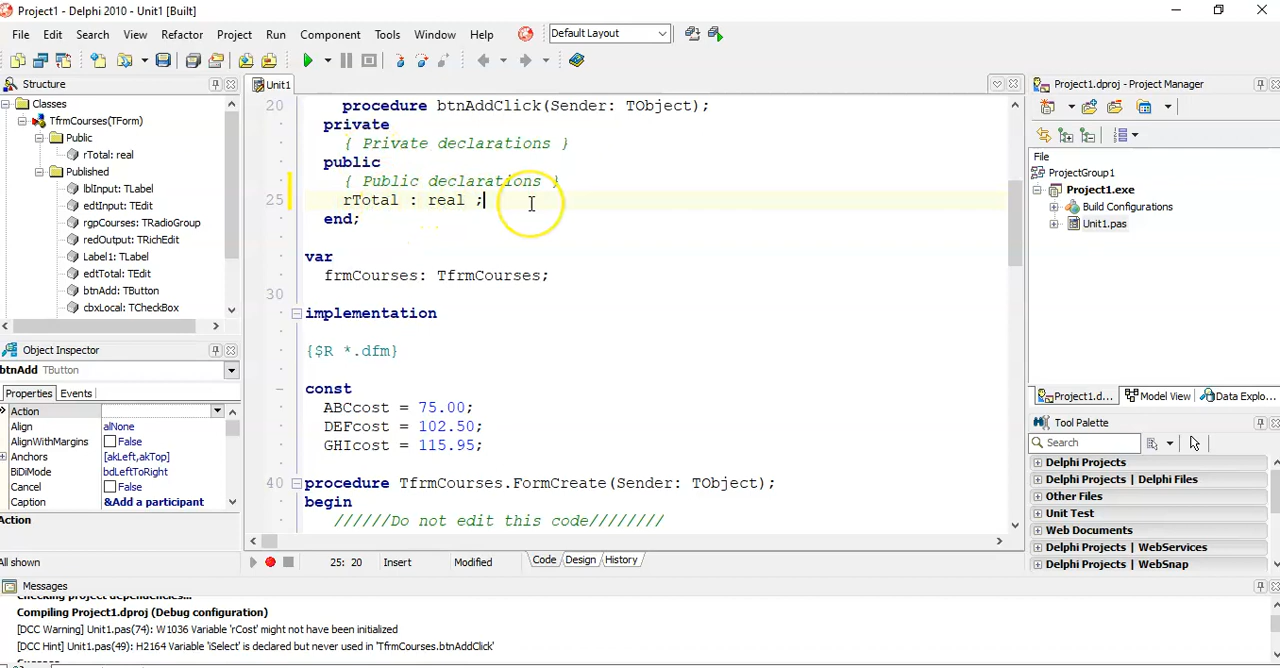 Project1 - Delphi 2010 - Unit1 [Built]
File Edit Search View Refactor Project Run Component Tools Window Help Default Layout
Structure
Classes
TfrmCourses(TForm)
Public
rTotal: real
Published
lblInput: TLabel
edtInput: TEdit
rgpCourses: TRadioGroup
redOutput: TRichEdit
Label1: TLabel
edtTotal: TEdit
btnAdd: TButton
cbxLocal: TCheckBox
Object Inspector
btnAdd TButton
Properties Events
Action
Align alNone
AlignWithMargins False
Anchors [akLeft,akTop]
BiDiMode bdLeftToRight
Cancel False
Caption &Add a participant
Action
All shown
Unit1
20 procedure btnAddClick(Sender: TObject);
private
{ Private declarations }
public
{ Public declarations }
25 rTotal : real ;
end;
var
frmCourses: TfrmCourses;
30
implementation
{$R *.dfm}
const
ABCcost = 75.00;
DEFcost = 102.50;
GHIcost = 115.95;
40 procedure TfrmCourses.FormCreate(Sender: TObject);
begin
//////Do not edit this code////////
25: 20 Insert Modified Code Design History
Project1.dproj - Project Manager
File
ProjectGroup1
Project1.exe
Build Configurations
Unit1.pas
Project1.d... Model View Data Explo...
Tool Palette
Search
Delphi Projects
Delphi Projects | Delphi Files
Other Files
Unit Test
Web Documents
Delphi Projects | WebServices
Delphi Projects | WebSnap
Messages
Checking project dependencies...
Compiling Project1.dproj (Debug configuration)
[DCC Warning] Unit1.pas(74): W1036 Variable 'rCost' might not have been initialized
[DCC Hint] Unit1.pas(49): H2164 Variable 'iSelect' is declared but never used in 'TfrmCourses.btnAddClick'
Success